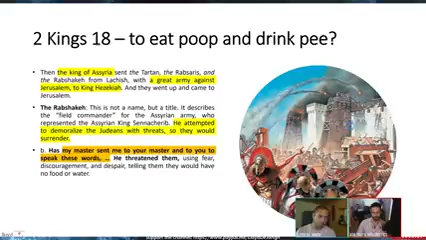 2 Kings 18 – to eat poop and drink pee?
• Then the king of Assyria sent the Tartan, the Rabsaris, and
the Rabshakeh from Lachish, with a great army against
Jerusalem, to King Hezekiah. And they went up and came to
Jerusalem.
• The Rabshakeh: This is not a name, but a title. It describes
the "field commander" for the Assyrian army, who
represented the Assyrian King Sennacherib. He attempted
to demoralize the Judeans with threats, so they would
surrender.
• b. Has my master sent me to your master and to you to
speak these words, … He threatened them, using fear,
discouragement, and despair, telling them they would have
no food or water.